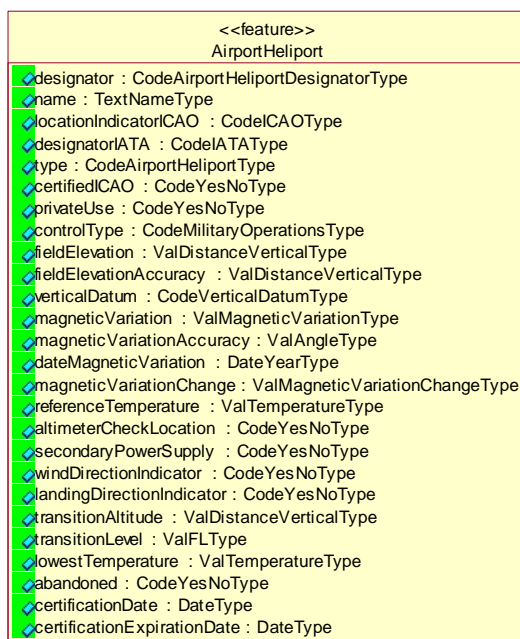 <<feature>>
AirportHeliport
designator : CodeAirportHeliportDesignatorType
name : TextNameType
locationIndicatorICAO : CodeICAOType
designatorIATA : CodeIATAType
type : CodeAirportHeliportType
certifiedICAO : CodeYesNoType
privateUse : CodeYesNoType
controlType : CodeMilitaryOperationsType
fieldElevation : ValDistanceVerticalType
fieldElevationAccuracy : ValDistanceVerticalType
verticalDatum : CodeVerticalDatumType
magneticVariation : ValMagneticVariationType
magneticVariationAccuracy : ValAngleType
dateMagneticVariation : DateYearType
magneticVariationChange : ValMagneticVariationChangeType
referenceTemperature : ValTemperatureType
altimeterCheckLocation : CodeYesNoType
secondaryPowerSupply : CodeYesNoType
windDirectionIndicator : CodeYesNoType
landingDirectionIndicator : CodeYesNoType
transitionAltitude : ValDistanceVerticalType
transitionLevel : ValFLType
lowestTemperature : ValTemperatureType
abandoned : CodeYesNoType
certificationDate : DateType
certificationExpirationDate : DateType